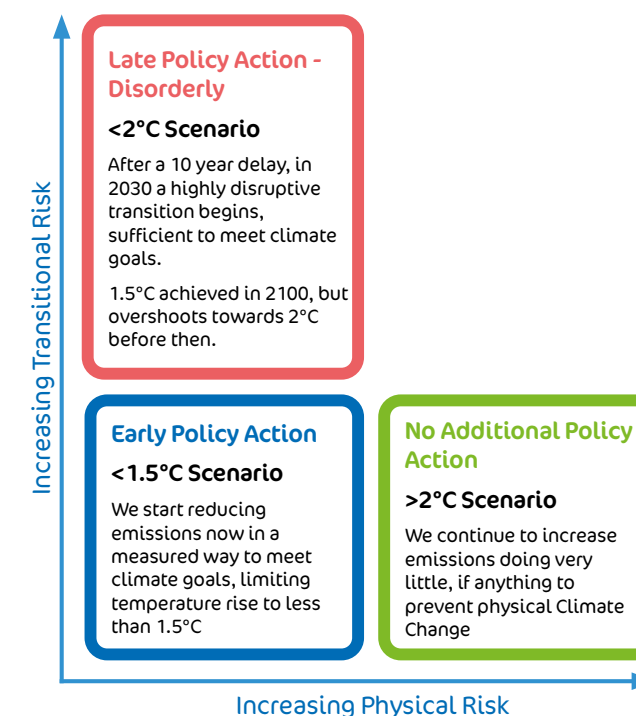 Increasing Transitional Risk
Late Policy Action -
Disorderly
<2°C Scenario
After a 10 year delay, in
2030 a highly disruptive
transition begins,
sufficient to meet climate
goals.
1.5°C achieved in 2100, but
overshoots towards 2°C
before then.
Early Policy Action
<1.5°C Scenario
We start reducing
emissions now in a
measured way to meet
climate goals, limiting
temperature rise to less
than 1.5°C
No Additional Policy
Action
>2°C Scenario
We continue to increase
emissions doing very
little, if anything to
prevent physical Climate
Change
Increasing Physical Risk